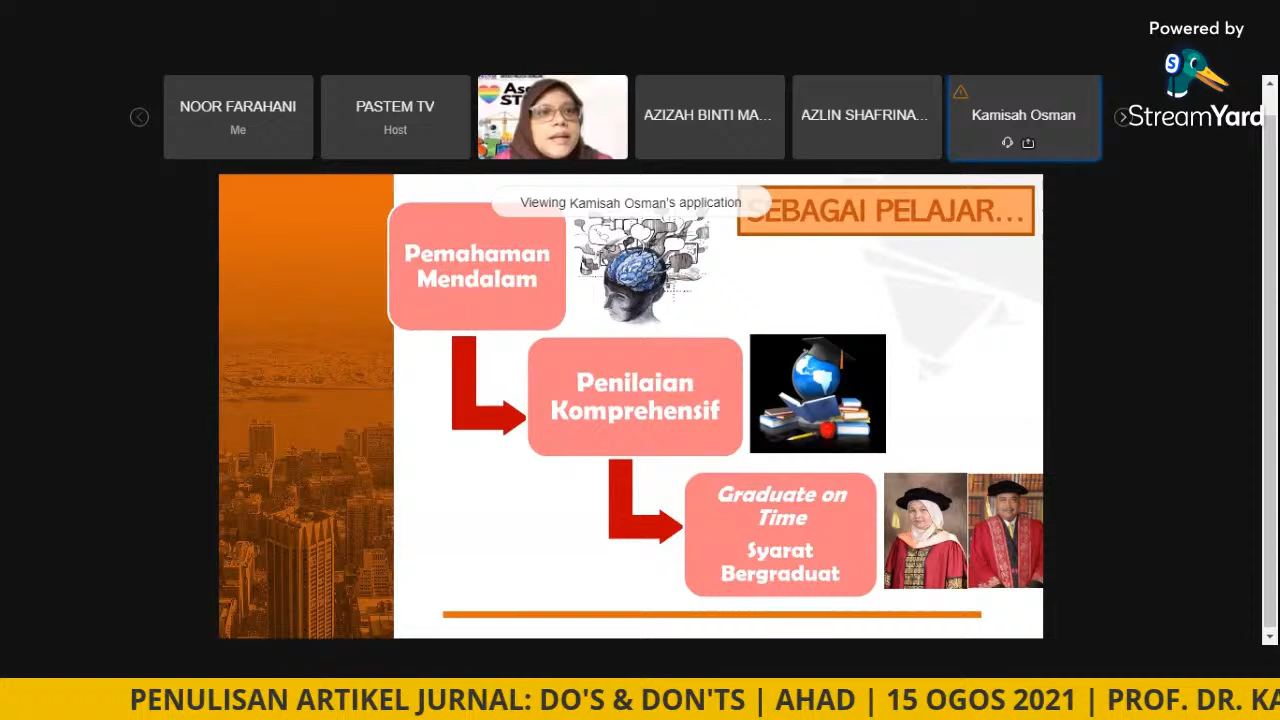 Powered by
StreamYard
NOOR FARAHANI
Me
PASTEM TV
Host
AZIZAH BINTI MA...
AZLIN SHAFRINA...
Kamisah Osman
Viewing Kamisah Osman's application
SEBAGAI PELAJAR...
Pemahaman
Mendalam
Penilaian
Komprehensif
Graduate on
Time
Syarat
Bergraduat
PENULISAN ARTIKEL JURNAL: DO'S & DON'TS | AHAD | 15 OGOS 2021 | PROF. DR. KA